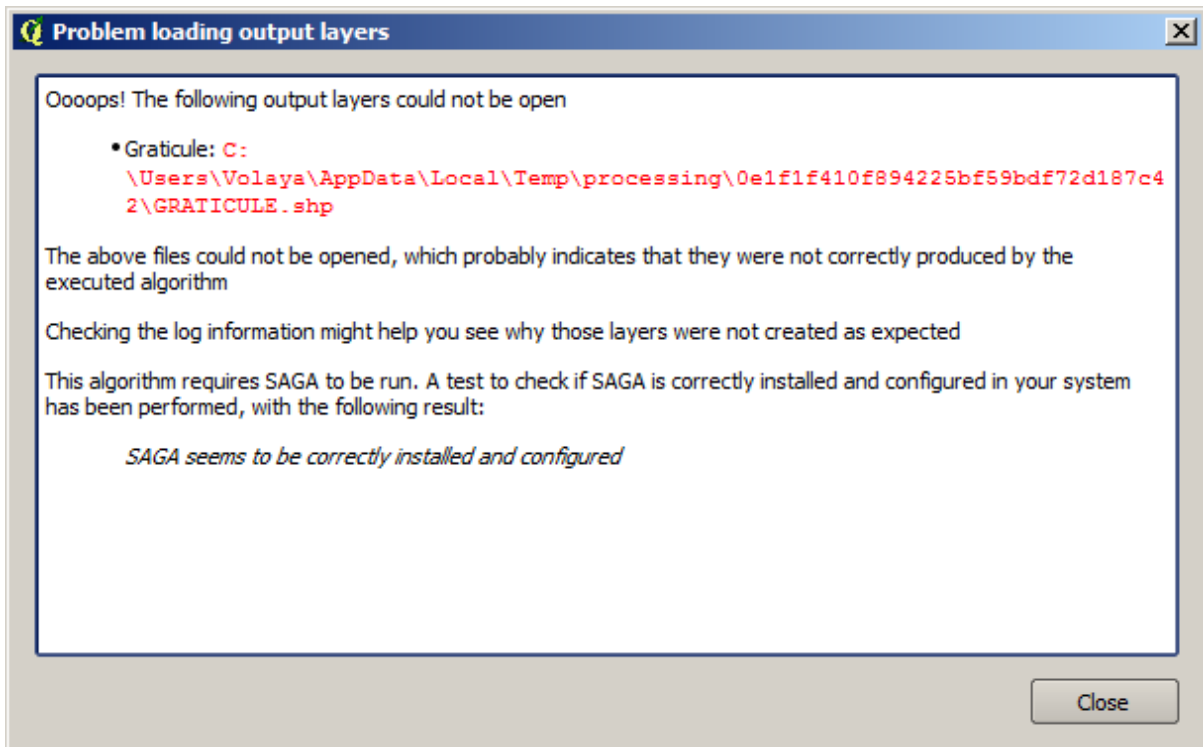 Problem loading output layers
Oooops! The following output layers could not be open
•Graticule: C:
\Users\Volaya\AppData\Local\Temp\processing\0e1f1f410f894225bf59bdf72d187c4
2\GRATICULE.shp
The above files could not be opened, which probably indicates that they were not correctly produced by the
executed algorithm
Checking the log information might help you see why those layers were not created as expected
This algorithm requires SAGA to be run. A test to check if SAGA is correctly installed and configured in your system
has been performed, with the following result:
SAGA seems to be correctly installed and configured
Close